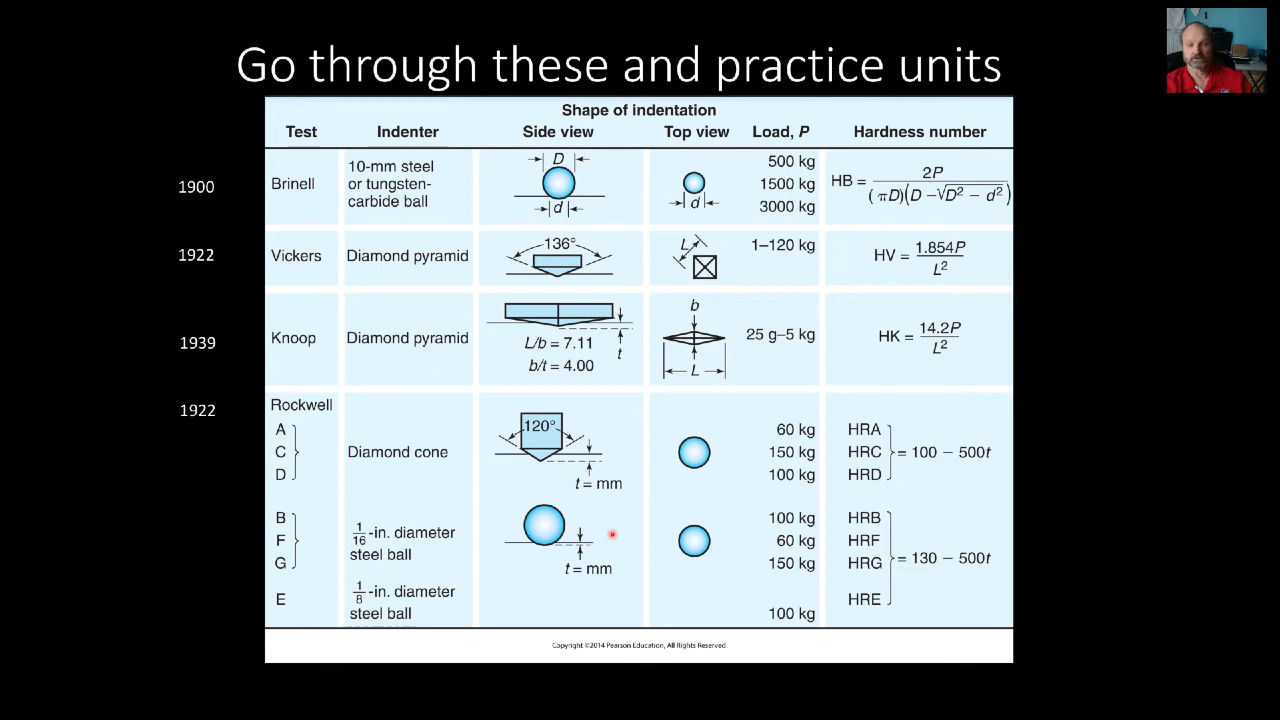 Go through these and practice units
Shape of indentation
Test Indenter Side view Top view Load, P Hardness number
1900
Brinell
10-mm steel
or tungsten-
carbide ball
D
d
d
500 kg
1500 kg
3000 kg
HB = 2P / (πD)(D − √D² − d²)
1922
Vickers
Diamond pyramid
136°
L
1–120 kg
HV = 1.854P / L²
1939
Knoop
Diamond pyramid
t
L/b = 7.11
b/t = 4.00
b
L
25 g–5 kg
HK = 14.2P / L²
1922
Rockwell
A
C
D
Diamond cone
120°
t = mm
60 kg
150 kg
100 kg
HRA
HRC
HRD
= 100 − 500t
B
F
G
1/16-in. diameter
steel ball
t = mm
100 kg
60 kg
150 kg
HRB
HRF
HRG
= 130 − 500t
E
1/8-in. diameter
steel ball
100 kg
HRE
Copyright ©2014 Pearson Education, All Rights Reserved